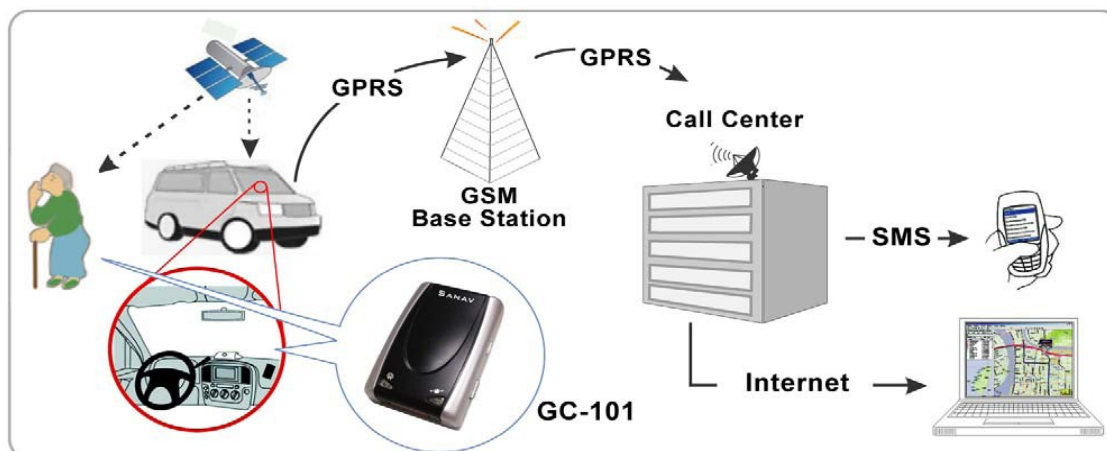 GPRS
GPRS
Call Center
GSM
Base Station
SMS
SANAV
GC-101
Internet